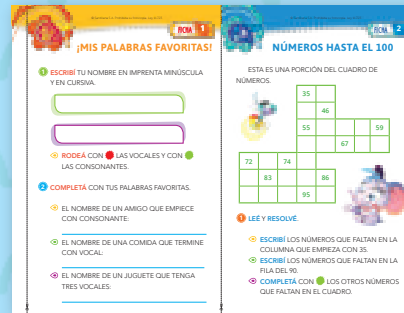 FICHA 1
¡MIS PALABRAS FAVORITAS!
1 ESCRIBÍ TU NOMBRE EN IMPRENTA MINÚSCULA
Y EN CURSIVA.
RODEÁ CON LAS VOCALES Y CON
LAS CONSONANTES.
2 COMPLETÁ CON TUS PALABRAS FAVORITAS.
EL NOMBRE DE UN AMIGO QUE EMPIECE
CON CONSONANTE:
EL NOMBRE DE UNA COMIDA QUE TERMINE
CON VOCAL:
EL NOMBRE DE UN JUGUETE QUE TENGA
TRES VOCALES:
FICHA 2
NÚMEROS HASTA EL 100
ESTA ES UNA PORCIÓN DEL CUADRO DE
NÚMEROS.
35
46
55 59
67
72 74
83 86
95
1 LEÉ Y RESOLVÉ.
ESCRIBÍ LOS NÚMEROS QUE FALTAN EN LA
COLUMNA QUE EMPIEZA CON 35.
ESCRIBÍ LOS NÚMEROS QUE FALTAN EN LA
FILA DEL 90.
COMPLETÁ CON LOS OTROS NÚMEROS
QUE FALTAN EN EL CUADRO.